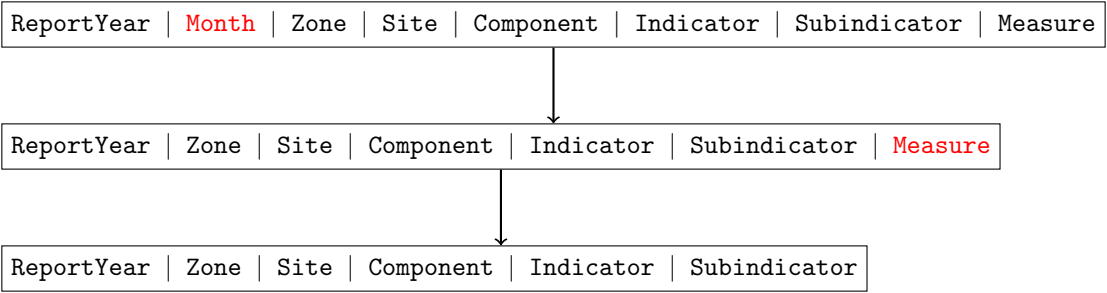 ReportYear | Month | Zone | Site | Component | Indicator | Subindicator | Measure
ReportYear | Zone | Site | Component | Indicator | Subindicator | Measure
ReportYear | Zone | Site | Component | Indicator | Subindicator